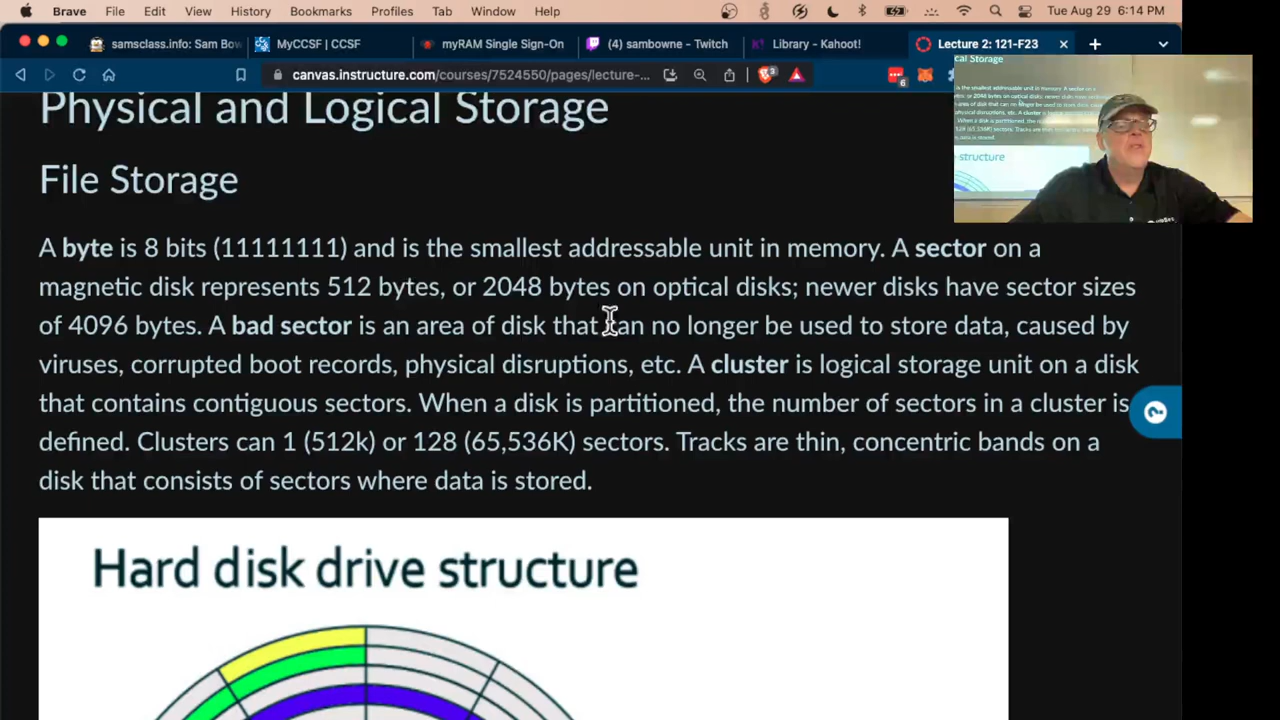 Brave File Edit View History Bookmarks Profiles Tab Window Help Tue Aug 29 6:14 PM
samsclass.info: Sam Bow MyCCSF | CCSF myRAM Single Sign-On (4) sambowne - Twitch Library - Kahoot! Lecture 2: 121-F23
canvas.instructure.com/courses/7524550/pages/lecture-...
3
6
Physical and Logical Storage
File Storage
A byte is 8 bits (11111111) and is the smallest addressable unit in memory. A sector on a
magnetic disk represents 512 bytes, or 2048 bytes on optical disks; newer disks have sector sizes
of 4096 bytes. A bad sector is an area of disk that can no longer be used to store data, caused by
viruses, corrupted boot records, physical disruptions, etc. A cluster is logical storage unit on a disk
that contains contiguous sectors. When a disk is partitioned, the number of sectors in a cluster is
defined. Clusters can 1 (512k) or 128 (65,536K) sectors. Tracks are thin, concentric bands on a
disk that consists of sectors where data is stored.
Hard disk drive structure
cal Storage
structure